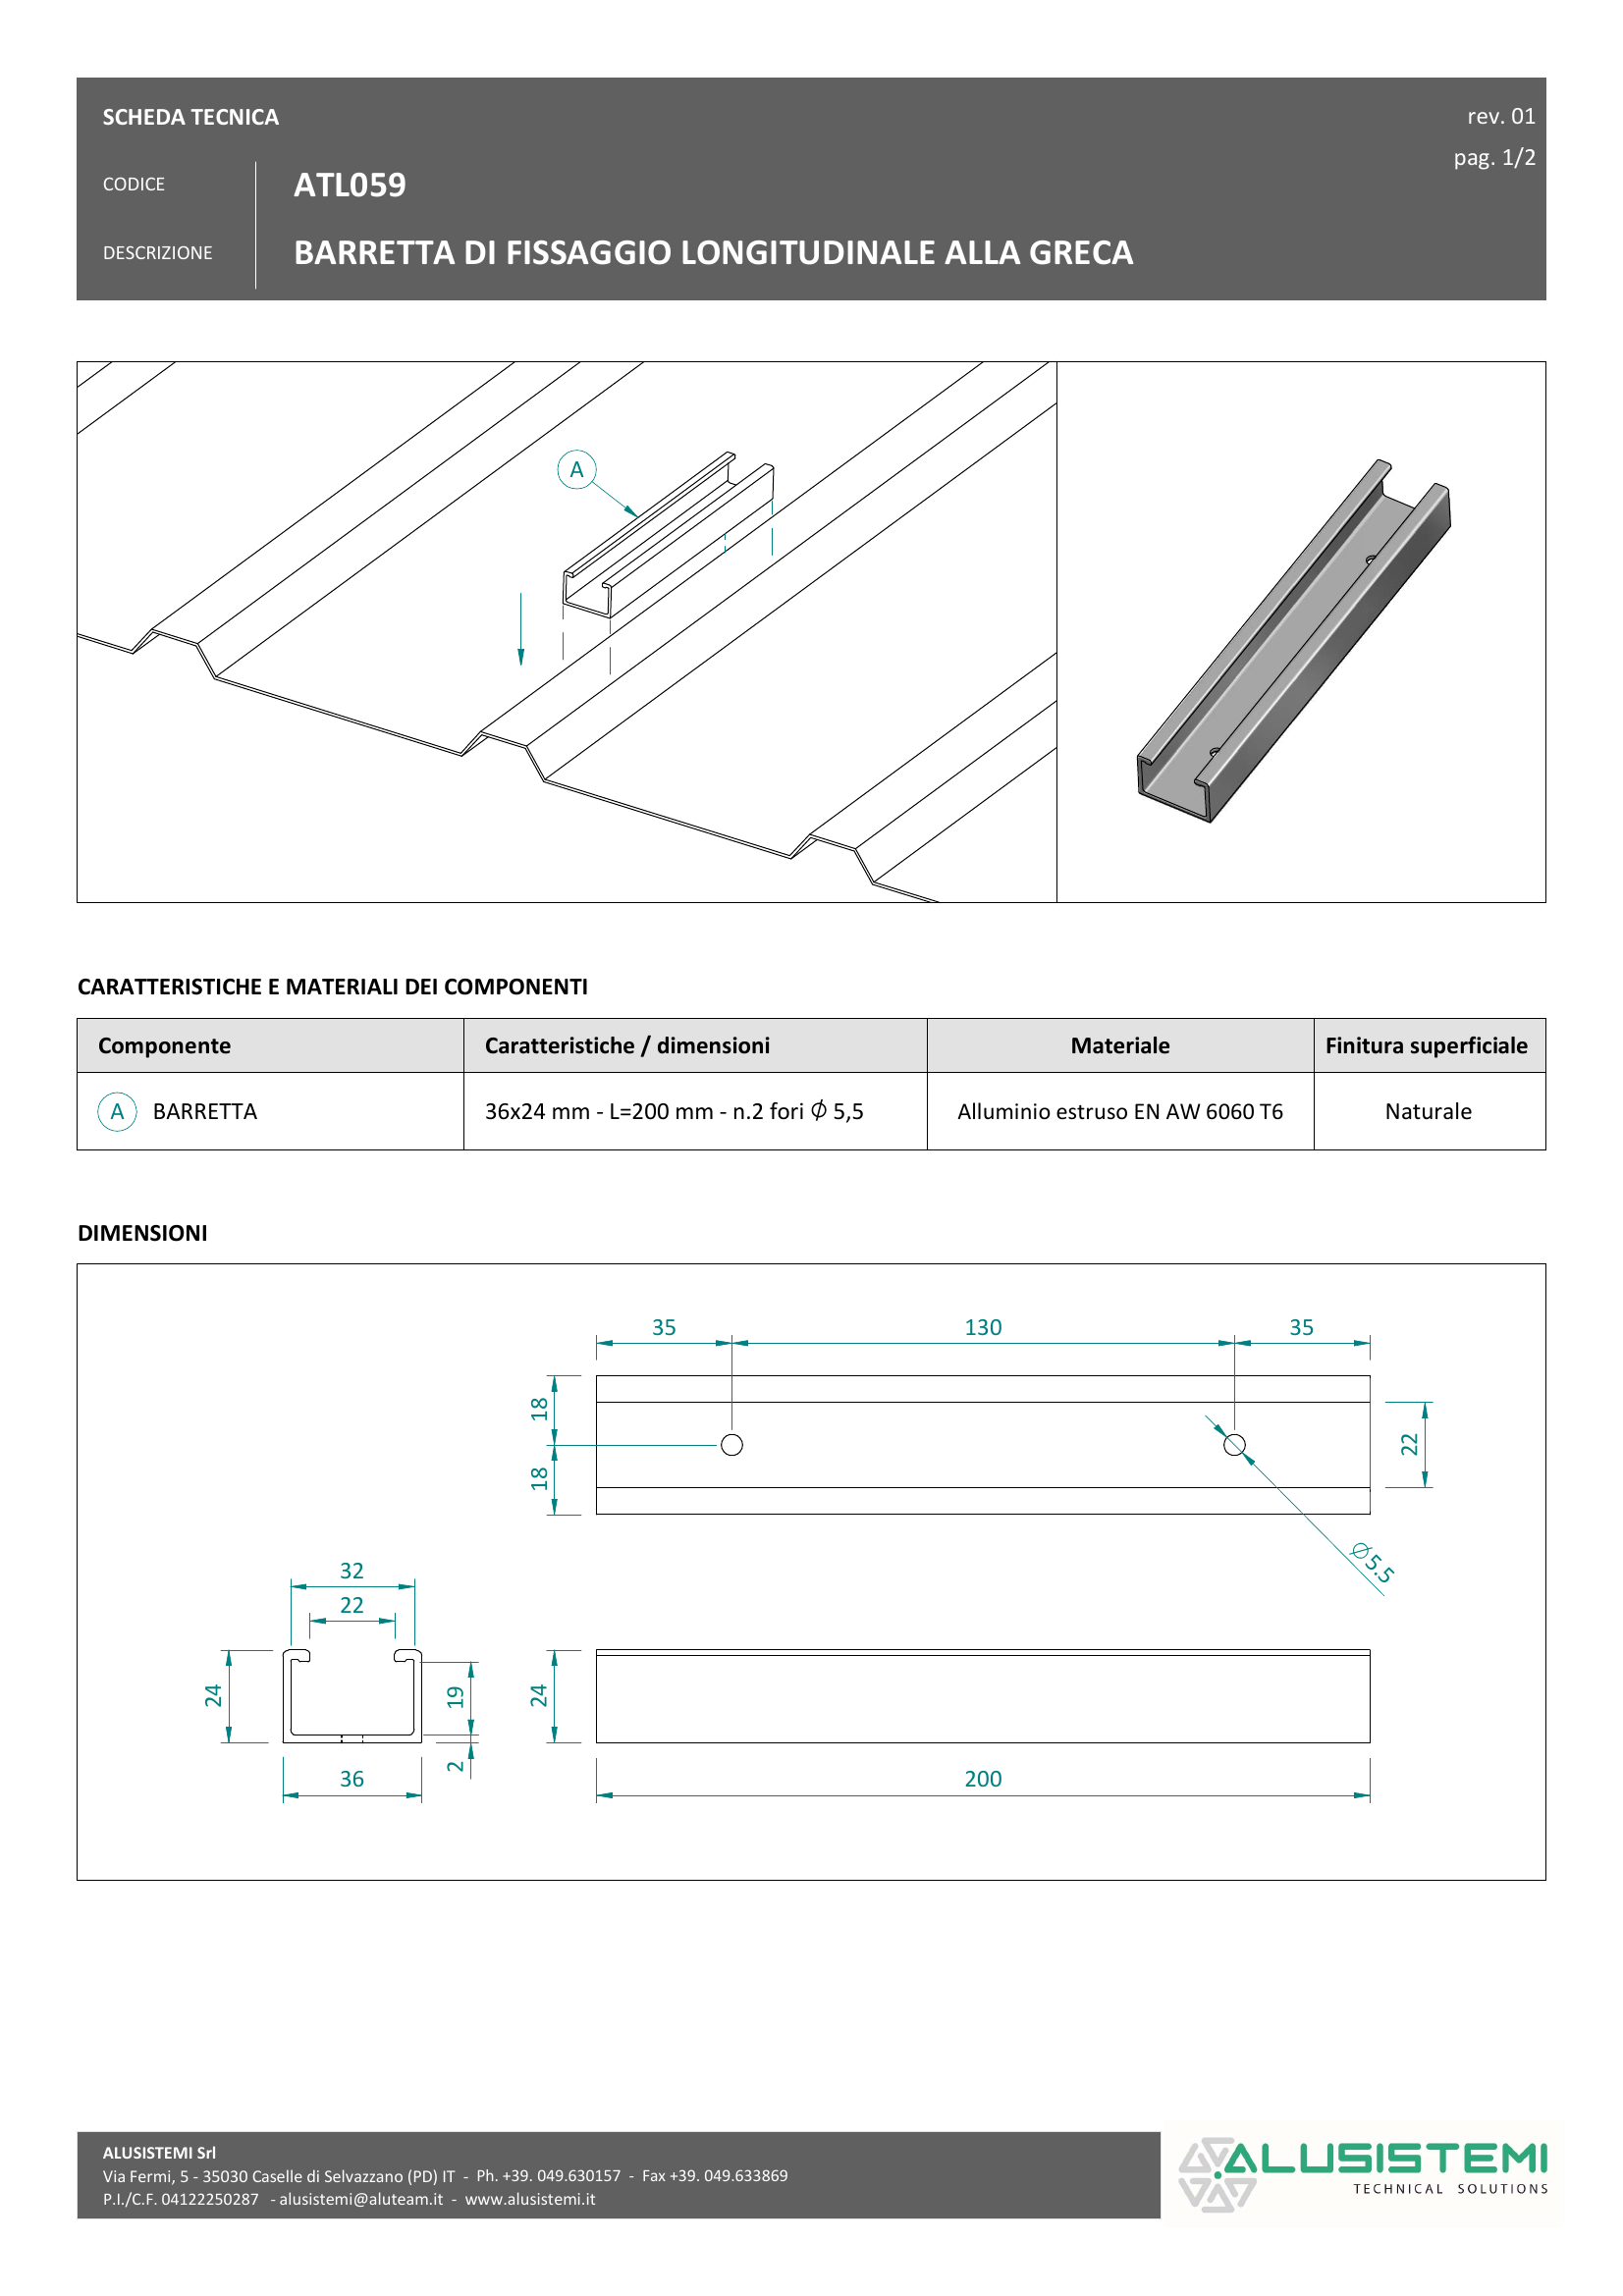 SCHEDA TECNICA
rev. 01
pag. 1/2
CODICE
ATL059
DESCRIZIONE
BARRETTA DI FISSAGGIO LONGITUDINALE ALLA GRECA
A
CARATTERISTICHE E MATERIALI DEI COMPONENTI
Componente Caratteristiche / dimensioni Materiale Finitura superficiale
A BARRETTA 36x24 mm - L=200 mm - n.2 fori ∅ 5,5 Alluminio estruso EN AW 6060 T6 Naturale
DIMENSIONI
35 130 35
18
18
22
∅5.5
32
22
24
19
2
36
24
200
ALUSISTEMI Srl
Via Fermi, 5 - 35030 Caselle di Selvazzano (PD) IT - Ph. +39. 049.630157 - Fax +39. 049.633869
P.I./C.F. 04122250287 - alusistemi@aluteam.it - www.alusistemi.it
ALUSISTEMI
TECHNICAL SOLUTIONS